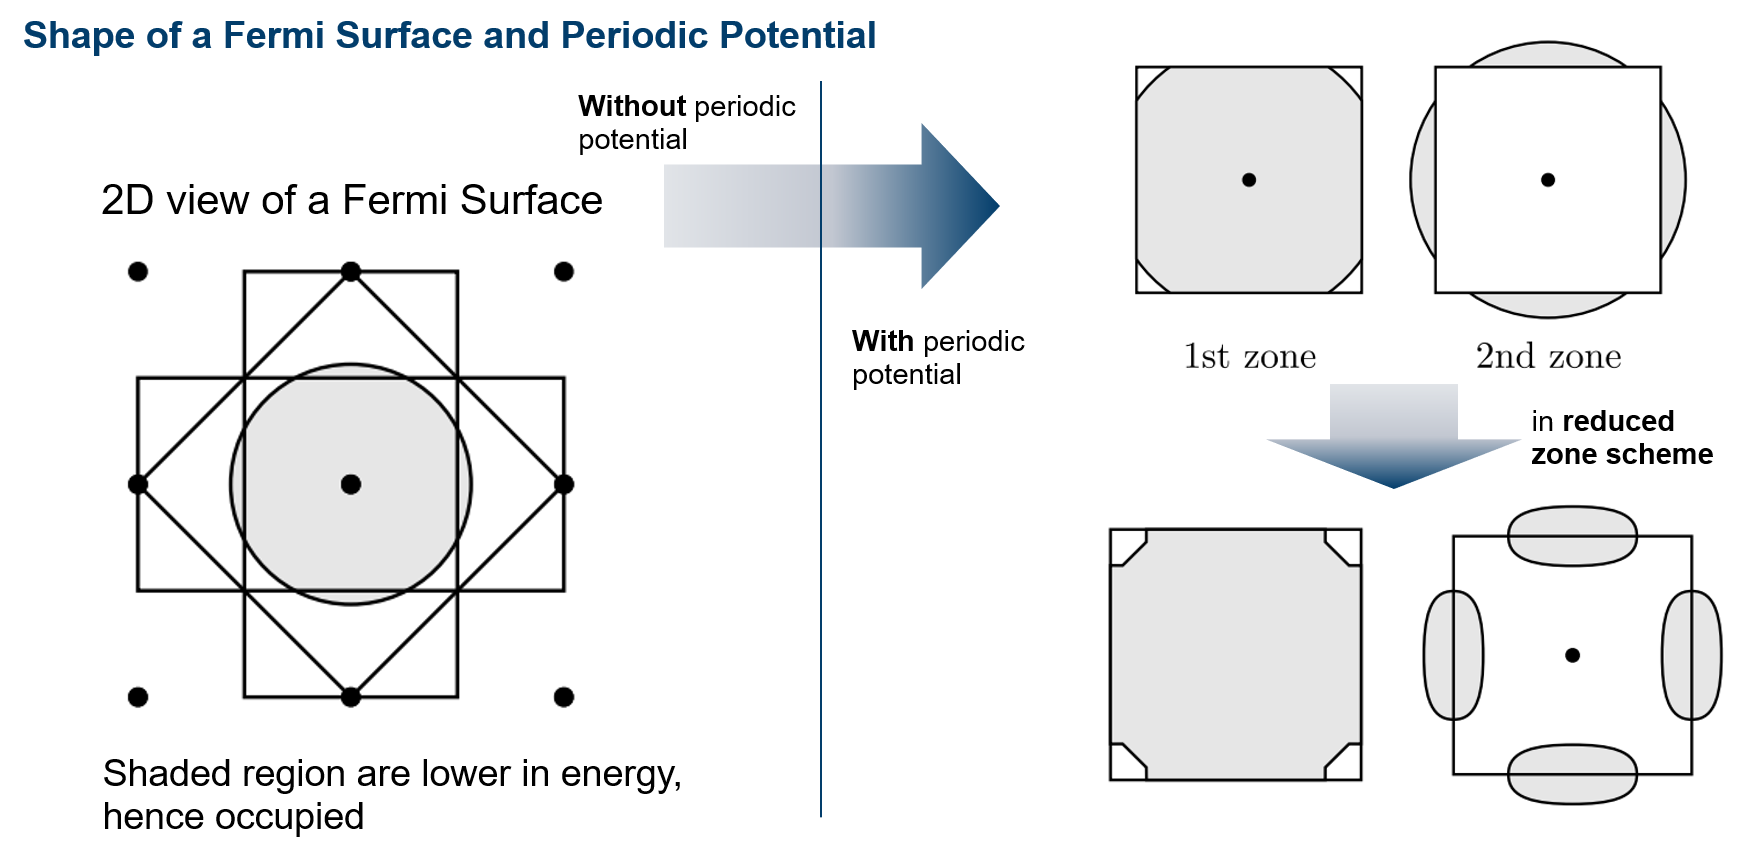 Shape of a Fermi Surface and Periodic Potential
Without periodic
potential
2D view of a Fermi Surface
With periodic
potential
1st zone
2nd zone
in reduced
zone scheme
Shaded region are lower in energy,
hence occupied